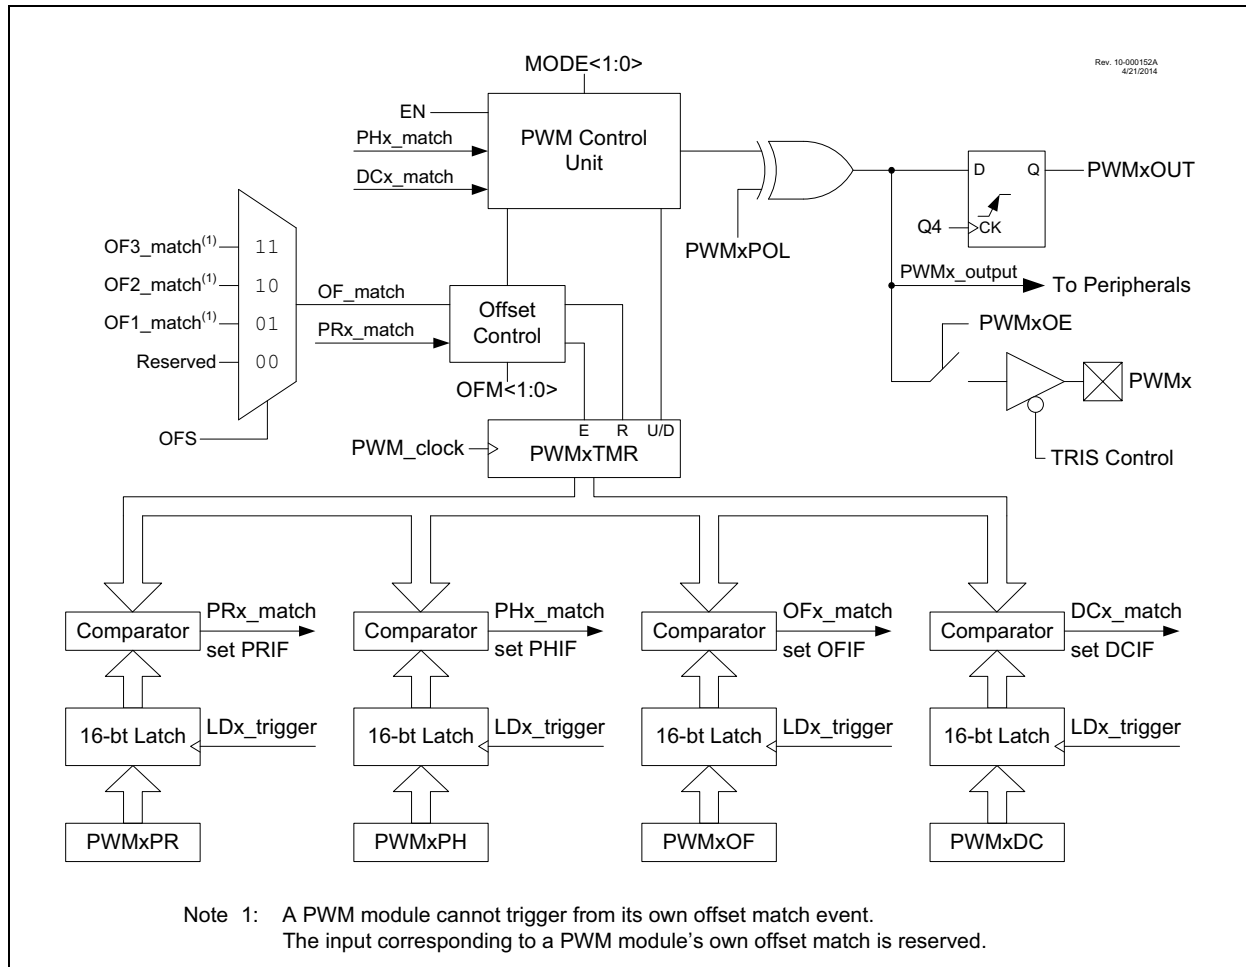 Rev. 10-000152A
4/21/2014
MODE<1:0>
EN
PHx_match
DCx_match
PWM Control
Unit
PWMxPOL
D Q
CK
Q4
PWMxOUT
PWMx_output
To Peripherals
PWMxOE
PWMx
TRIS Control
OF3_match(1) 11
OF2_match(1) 10
OF1_match(1) 01
Reserved 00
OFS
OF_match
PRx_match
Offset
Control
OFM<1:0>
E R U/D
PWM_clock
PWMxTMR
Comparator
PRx_match
set PRIF
Comparator
PHx_match
set PHIF
Comparator
OFx_match
set OFIF
Comparator
DCx_match
set DCIF
16-bt Latch
LDx_trigger
16-bt Latch
LDx_trigger
16-bt Latch
LDx_trigger
16-bt Latch
LDx_trigger
PWMxPR
PWMxPH
PWMxOF
PWMxDC
Note 1: A PWM module cannot trigger from its own offset match event.
The input corresponding to a PWM module's own offset match is reserved.